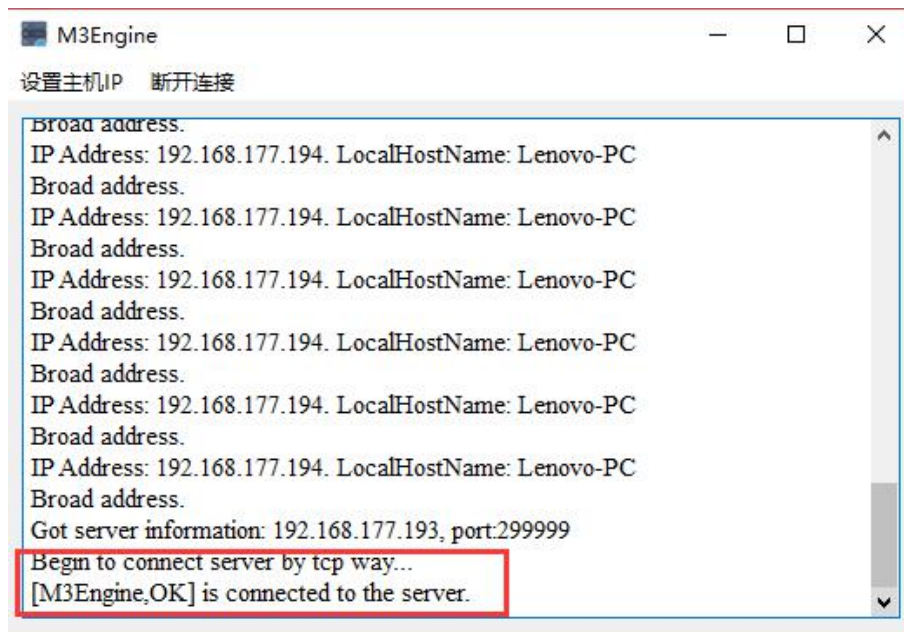 M3Engine
设置主机IP 断开连接
Broad address.
IP Address: 192.168.177.194. LocalHostName: Lenovo-PC
Broad address.
IP Address: 192.168.177.194. LocalHostName: Lenovo-PC
Broad address.
IP Address: 192.168.177.194. LocalHostName: Lenovo-PC
Broad address.
IP Address: 192.168.177.194. LocalHostName: Lenovo-PC
Broad address.
IP Address: 192.168.177.194. LocalHostName: Lenovo-PC
Broad address.
IP Address: 192.168.177.194. LocalHostName: Lenovo-PC
Broad address.
Got server information: 192.168.177.193, port:299999
Begin to connect server by tcp way...
[M3Engine,OK] is connected to the server.